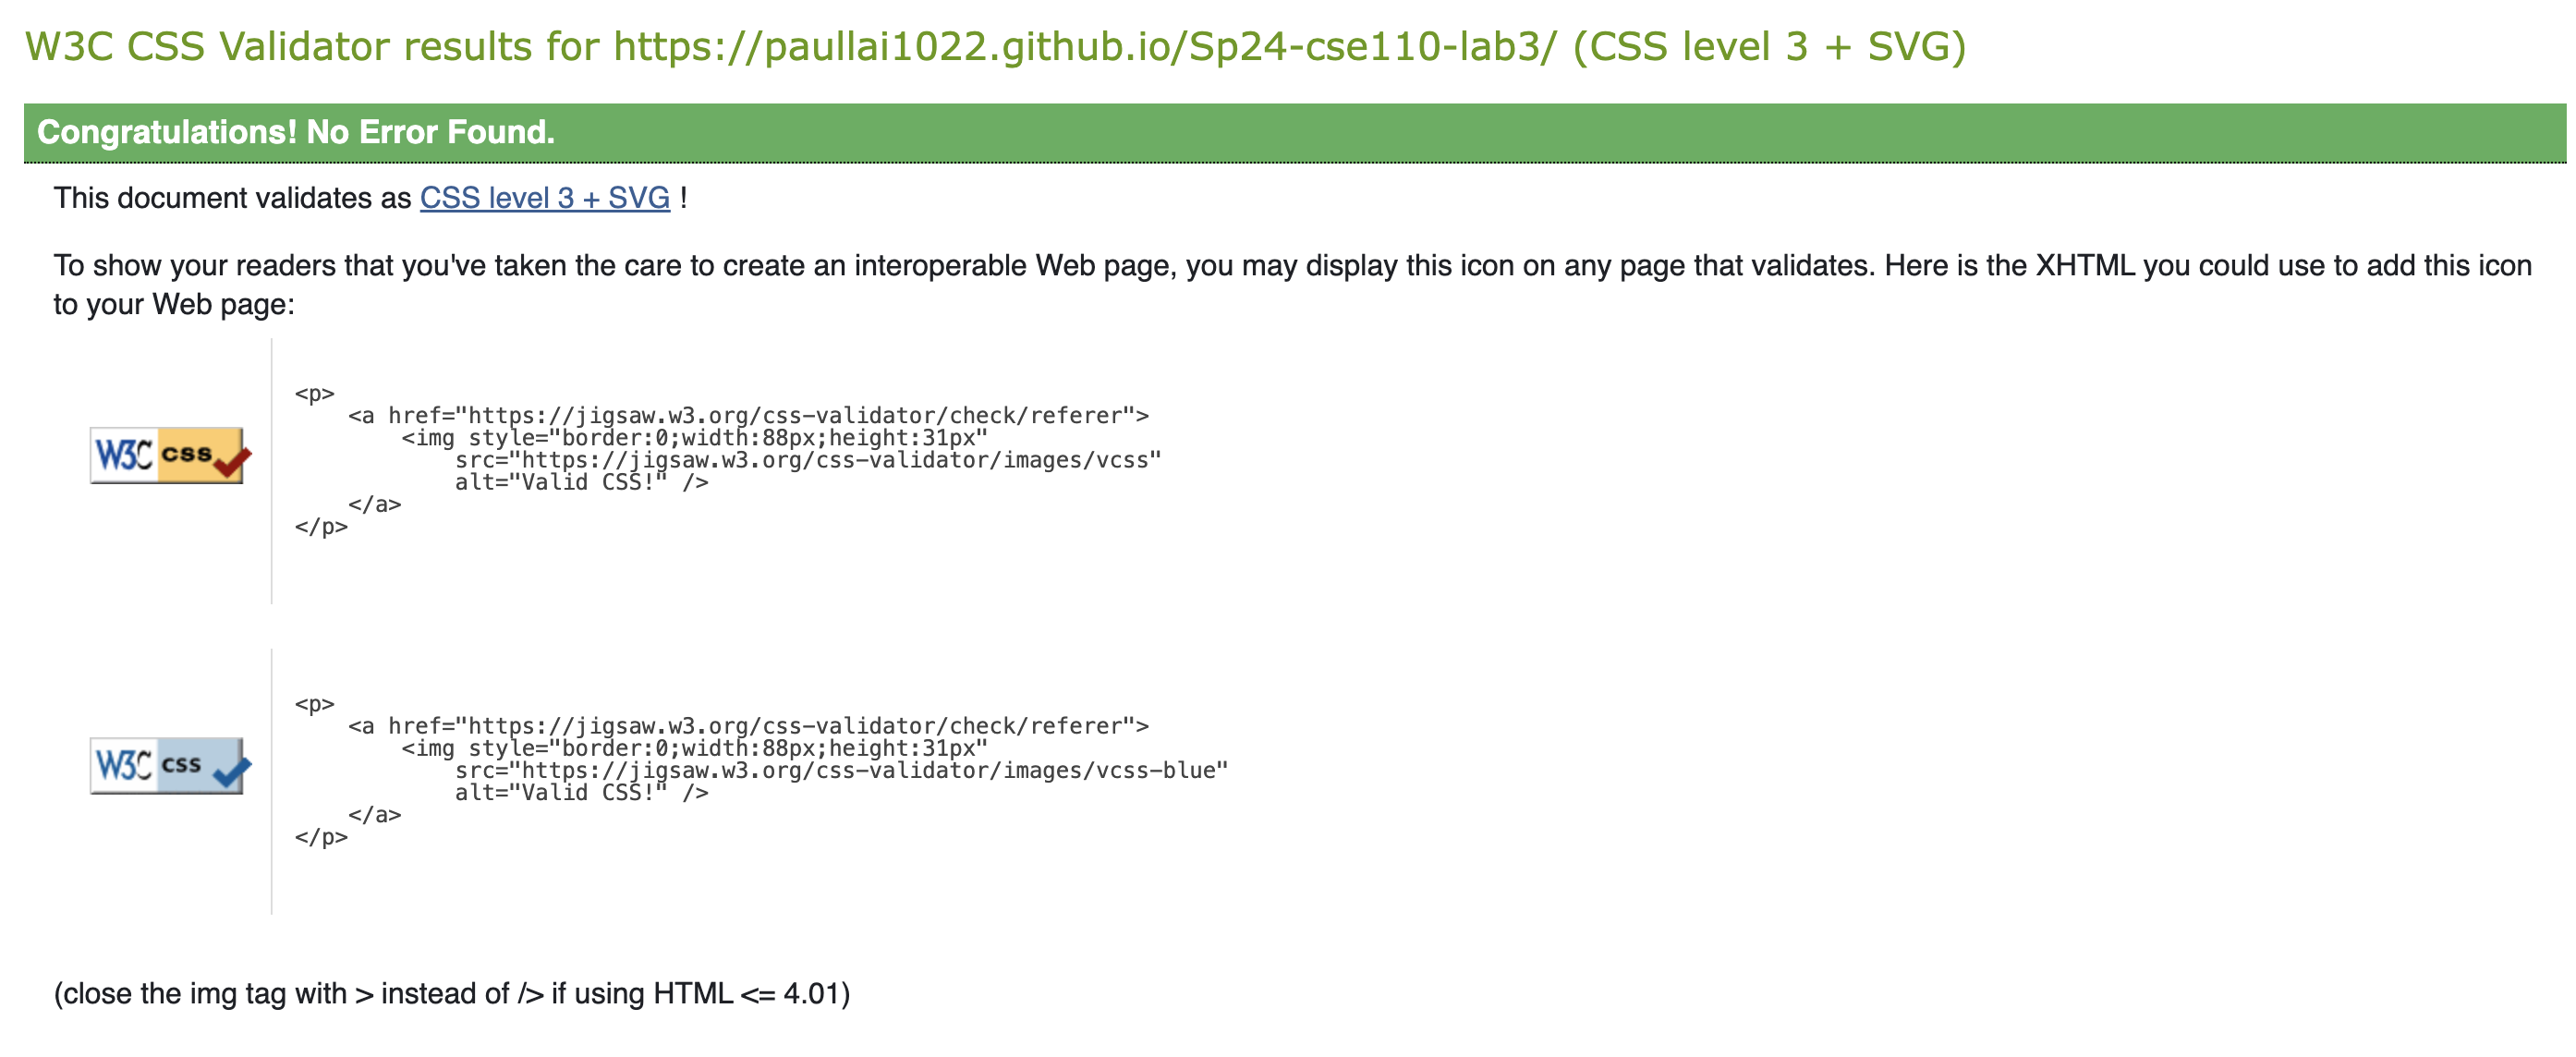 W3C CSS Validator results for https://paullai1022.github.io/Sp24-cse110-lab3/ (CSS level 3 + SVG)
Congratulations! No Error Found.
This document validates as CSS level 3 + SVG !
To show your readers that you've taken the care to create an interoperable Web page, you may display this icon on any page that validates. Here is the XHTML you could use to add this icon
to your Web page:
<p>
    <a href="https://jigsaw.w3.org/css-validator/check/referer">
        <img style="border:0;width:88px;height:31px"
W3C css
            src="https://jigsaw.w3.org/css-validator/images/vcss"
            alt="Valid CSS!" />
    </a>
</p>
<p>
    <a href="https://jigsaw.w3.org/css-validator/check/referer">
        <img style="border:0;width:88px;height:31px"
W3C css
            src="https://jigsaw.w3.org/css-validator/images/vcss-blue"
            alt="Valid CSS!" />
    </a>
</p>
(close the img tag with > instead of /> if using HTML <= 4.01)